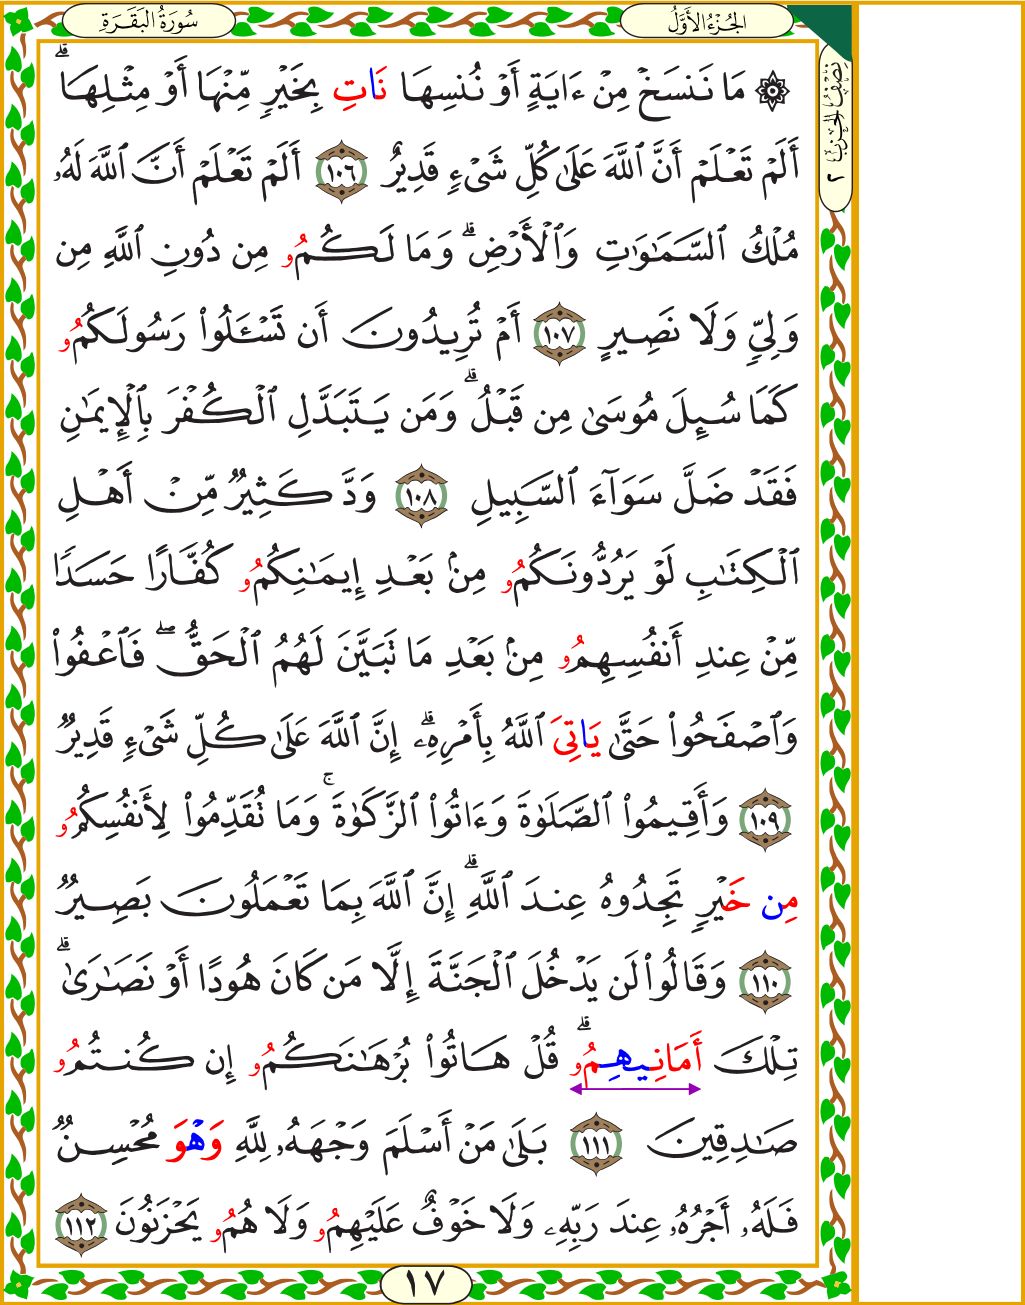 سُورَةُ البَقَرَةِ
الجُزْءُ الأَوَّلُ
نِصْفُ الحِزْبِ ٢
۞ مَا نَنسَخْ مِنْ ءَايَةٍ أَوْ نُنسِهَا نَاتِ بِخَيْرٍ مِّنْهَا أَوْ مِثْلِهَاۗ
أَلَمْ تَعْلَمْ أَنَّ ٱللَّهَ عَلَىٰ كُلِّ شَىْءٍ قَدِيرٌ ١٠٦ أَلَمْ تَعْلَمْ أَنَّ ٱللَّهَ لَهُۥ
مُلْكُ ٱلسَّمَٰوَٰتِ وَٱلْأَرْضِۗ وَمَا لَكُمُو مِن دُونِ ٱللَّهِ مِن
وَلِىٍّ وَلَا نَصِيرٍ ١٠٧ أَمْ تُرِيدُونَ أَن تَسْـَٔلُوا۟ رَسُولَكُمُو
كَمَا سُئِلَ مُوسَىٰ مِن قَبْلُۗ وَمَن يَتَبَدَّلِ ٱلْكُفْرَ بِٱلْإِيمَٰنِ
فَقَدْ ضَلَّ سَوَآءَ ٱلسَّبِيلِ ١٠٨ وَدَّ كَثِيرٌ مِّنْ أَهْلِ
ٱلْكِتَٰبِ لَوْ يَرُدُّونَكُمُو مِنۢ بَعْدِ إِيمَٰنِكُمُو كُفَّارًا حَسَدًا
مِّنْ عِندِ أَنفُسِهِمُو مِنۢ بَعْدِ مَا تَبَيَّنَ لَهُمُ ٱلْحَقُّۖ فَٱعْفُوا۟
وَٱصْفَحُوا۟ حَتَّىٰ يَاتِىَ ٱللَّهُ بِأَمْرِهِۦۗ إِنَّ ٱللَّهَ عَلَىٰ كُلِّ شَىْءٍ قَدِيرٌ
١٠٩ وَأَقِيمُوا۟ ٱلصَّلَوٰةَ وَءَاتُوا۟ ٱلزَّكَوٰةَۚ وَمَا تُقَدِّمُوا۟ لِأَنفُسِكُمُو
مِن خَيْرٍ تَجِدُوهُ عِندَ ٱللَّهِۗ إِنَّ ٱللَّهَ بِمَا تَعْمَلُونَ بَصِيرٌ
١١٠ وَقَالُوا۟ لَن يَدْخُلَ ٱلْجَنَّةَ إِلَّا مَن كَانَ هُودًا أَوْ نَصَٰرَىٰۗ
تِلْكَ أَمَانِيهِمُوۗ قُلْ هَاتُوا۟ بُرْهَٰنَكُمُو إِن كُنتُمُو
صَٰدِقِينَ ١١١ بَلَىٰ مَنْ أَسْلَمَ وَجْهَهُۥ لِلَّهِ وَهْوَ مُحْسِنٌ
فَلَهُۥ أَجْرُهُۥ عِندَ رَبِّهِۦ وَلَا خَوْفٌ عَلَيْهِمُو وَلَا هُمُو يَحْزَنُونَ ١١٢
١٧